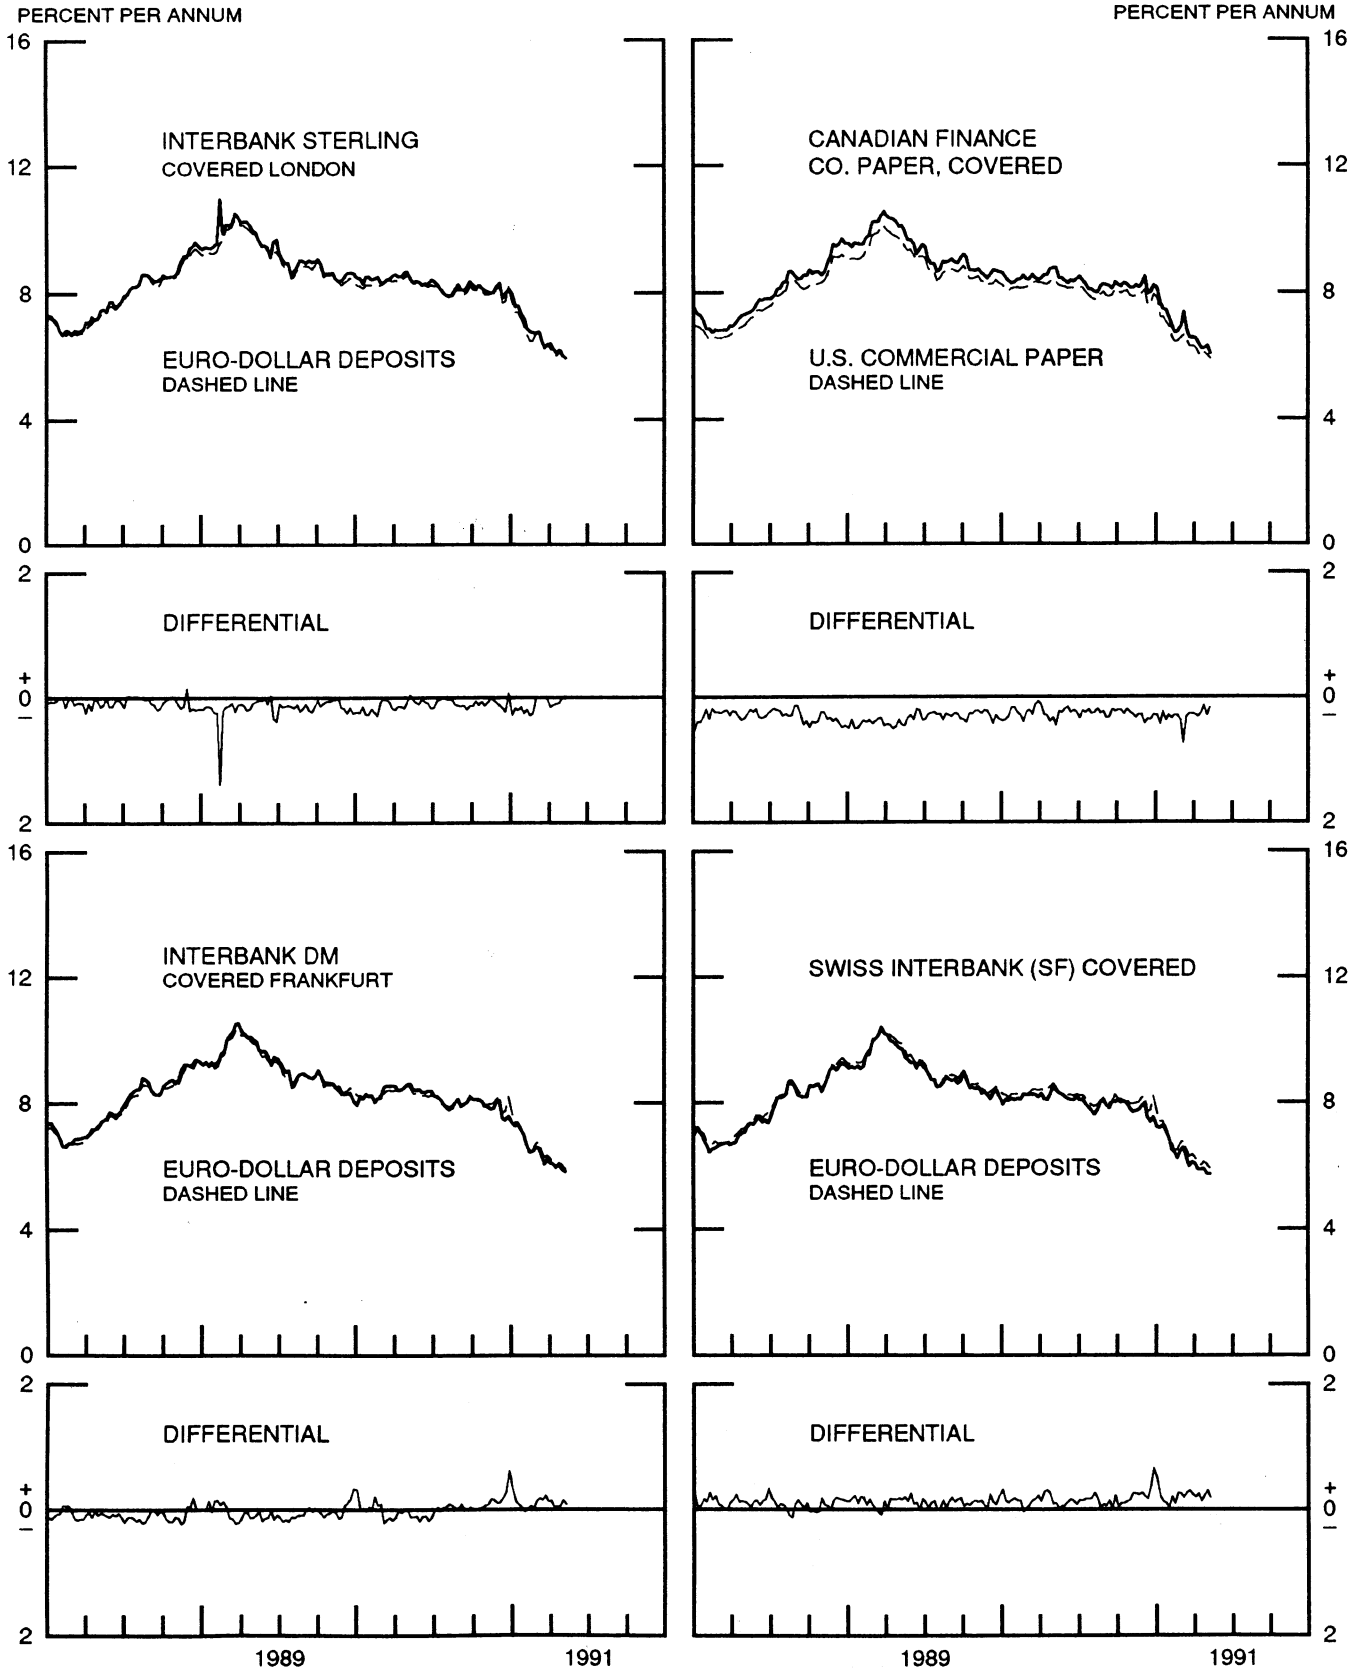 PERCENT PER ANNUM
PERCENT PER ANNUM
16
16
INTERBANK STERLING
COVERED LONDON
CANADIAN FINANCE
CO. PAPER, COVERED
12
12
8
8
EURO-DOLLAR DEPOSITS
DASHED LINE
U.S. COMMERCIAL PAPER
DASHED LINE
4
4
0
0
2
2
DIFFERENTIAL
DIFFERENTIAL
+
0
–
+
0
–
2
2
16
16
INTERBANK DM
COVERED FRANKFURT
SWISS INTERBANK (SF) COVERED
12
12
8
8
EURO-DOLLAR DEPOSITS
DASHED LINE
EURO-DOLLAR DEPOSITS
DASHED LINE
4
4
0
0
2
2
DIFFERENTIAL
DIFFERENTIAL
+
0
–
+
0
–
2
2
1989
1991
1989
1991